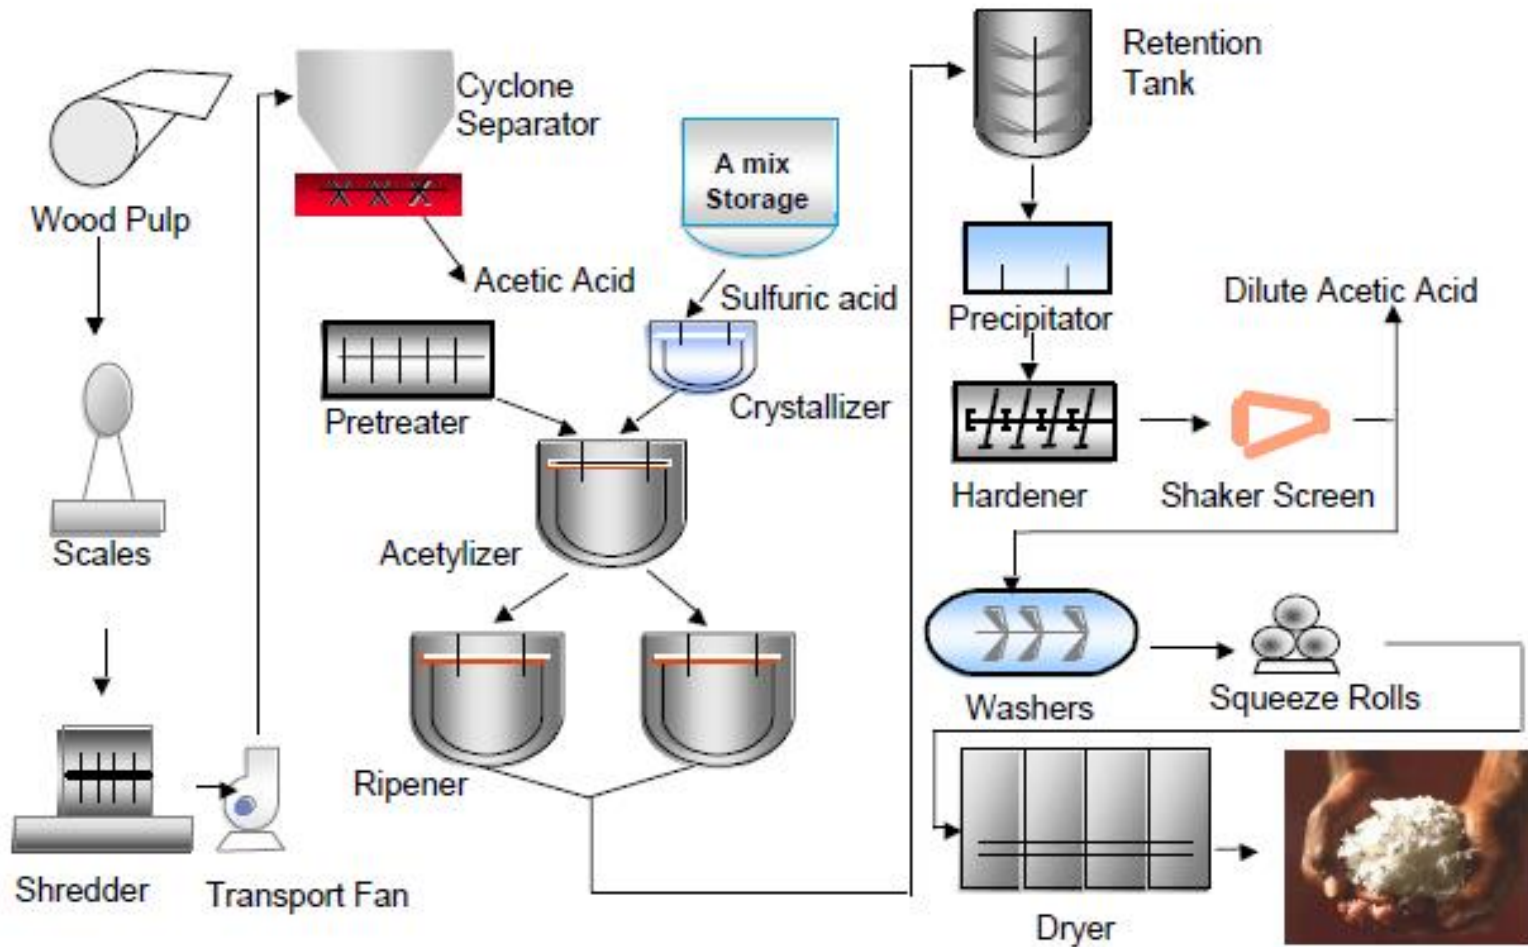 Wood Pulp
Scales
Shredder
Transport Fan
Cyclone
Separator
Acetic Acid
A mix
Storage
Sulfuric acid
Pretreater
Crystallizer
Acetylizer
Ripener
Retention
Tank
Precipitator
Dilute Acetic Acid
Hardener
Shaker Screen
Washers
Squeeze Rolls
Dryer